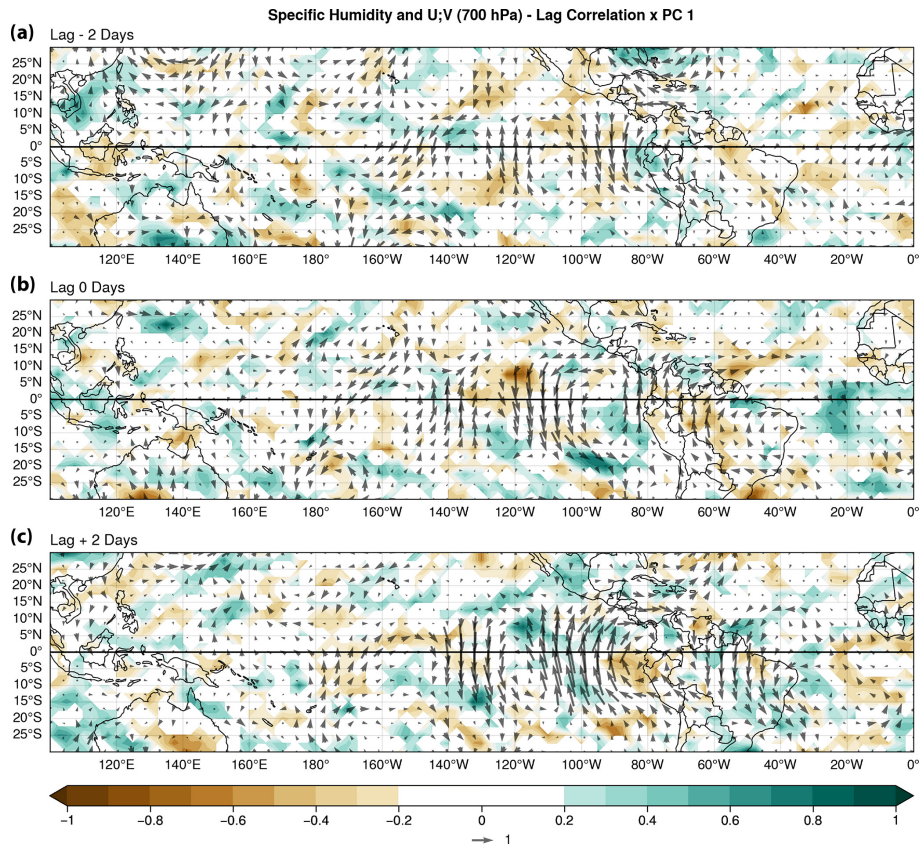 Specific Humidity and U;V (700 hPa) - Lag Correlation x PC 1
(a)
Lag - 2 Days
25°N
20°N
15°N
10°N
5°N
0°
5°S
10°S
15°S
20°S
25°S
120°E 140°E 160°E 180° 160°W 140°W 120°W 100°W 80°W 60°W 40°W 20°W 0°
(b)
Lag 0 Days
25°N
20°N
15°N
10°N
5°N
0°
5°S
10°S
15°S
20°S
25°S
120°E 140°E 160°E 180° 160°W 140°W 120°W 100°W 80°W 60°W 40°W 20°W 0°
(c)
Lag + 2 Days
25°N
20°N
15°N
10°N
5°N
0°
5°S
10°S
15°S
20°S
25°S
120°E 140°E 160°E 180° 160°W 140°W 120°W 100°W 80°W 60°W 40°W 20°W 0°
−1 −0.8 −0.6 −0.4 −0.2 0 0.2 0.4 0.6 0.8 1
1